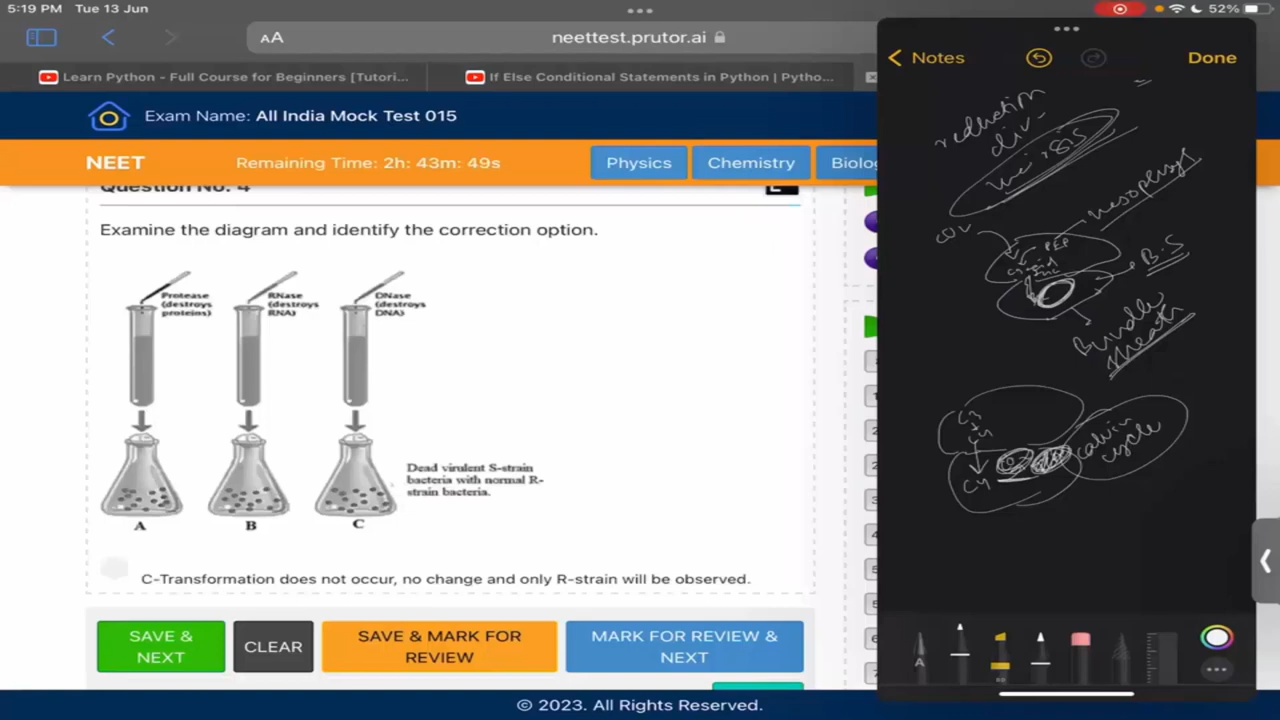 5:19 PM Tue 13 Jun
52%
AA
neettest.prutor.ai
Notes
Done
Learn Python - Full Course for Beginners [Tutori...
If Else Conditional Statements in Python | Pytho...
Exam Name: All India Mock Test 015
NEET
Remaining Time: 2h: 43m: 49s
Physics
Chemistry
Biolo
Question No. 4
Examine the diagram and identify the correction option.
Protease
(destroys
proteins)
RNase
(destroys
RNA)
DNase
(destroys
DNA)
Dead virulent S-strain
bacteria with normal R-
strain bacteria.
A
B
C
C-Transformation does not occur, no change and only R-strain will be observed.
SAVE &
NEXT
CLEAR
SAVE & MARK FOR
REVIEW
MARK FOR REVIEW &
NEXT
© 2023. All Rights Reserved.
reduction
div-
PEP
B.S
Bundle
sheath
C3
C4
C4
calvin
cycle